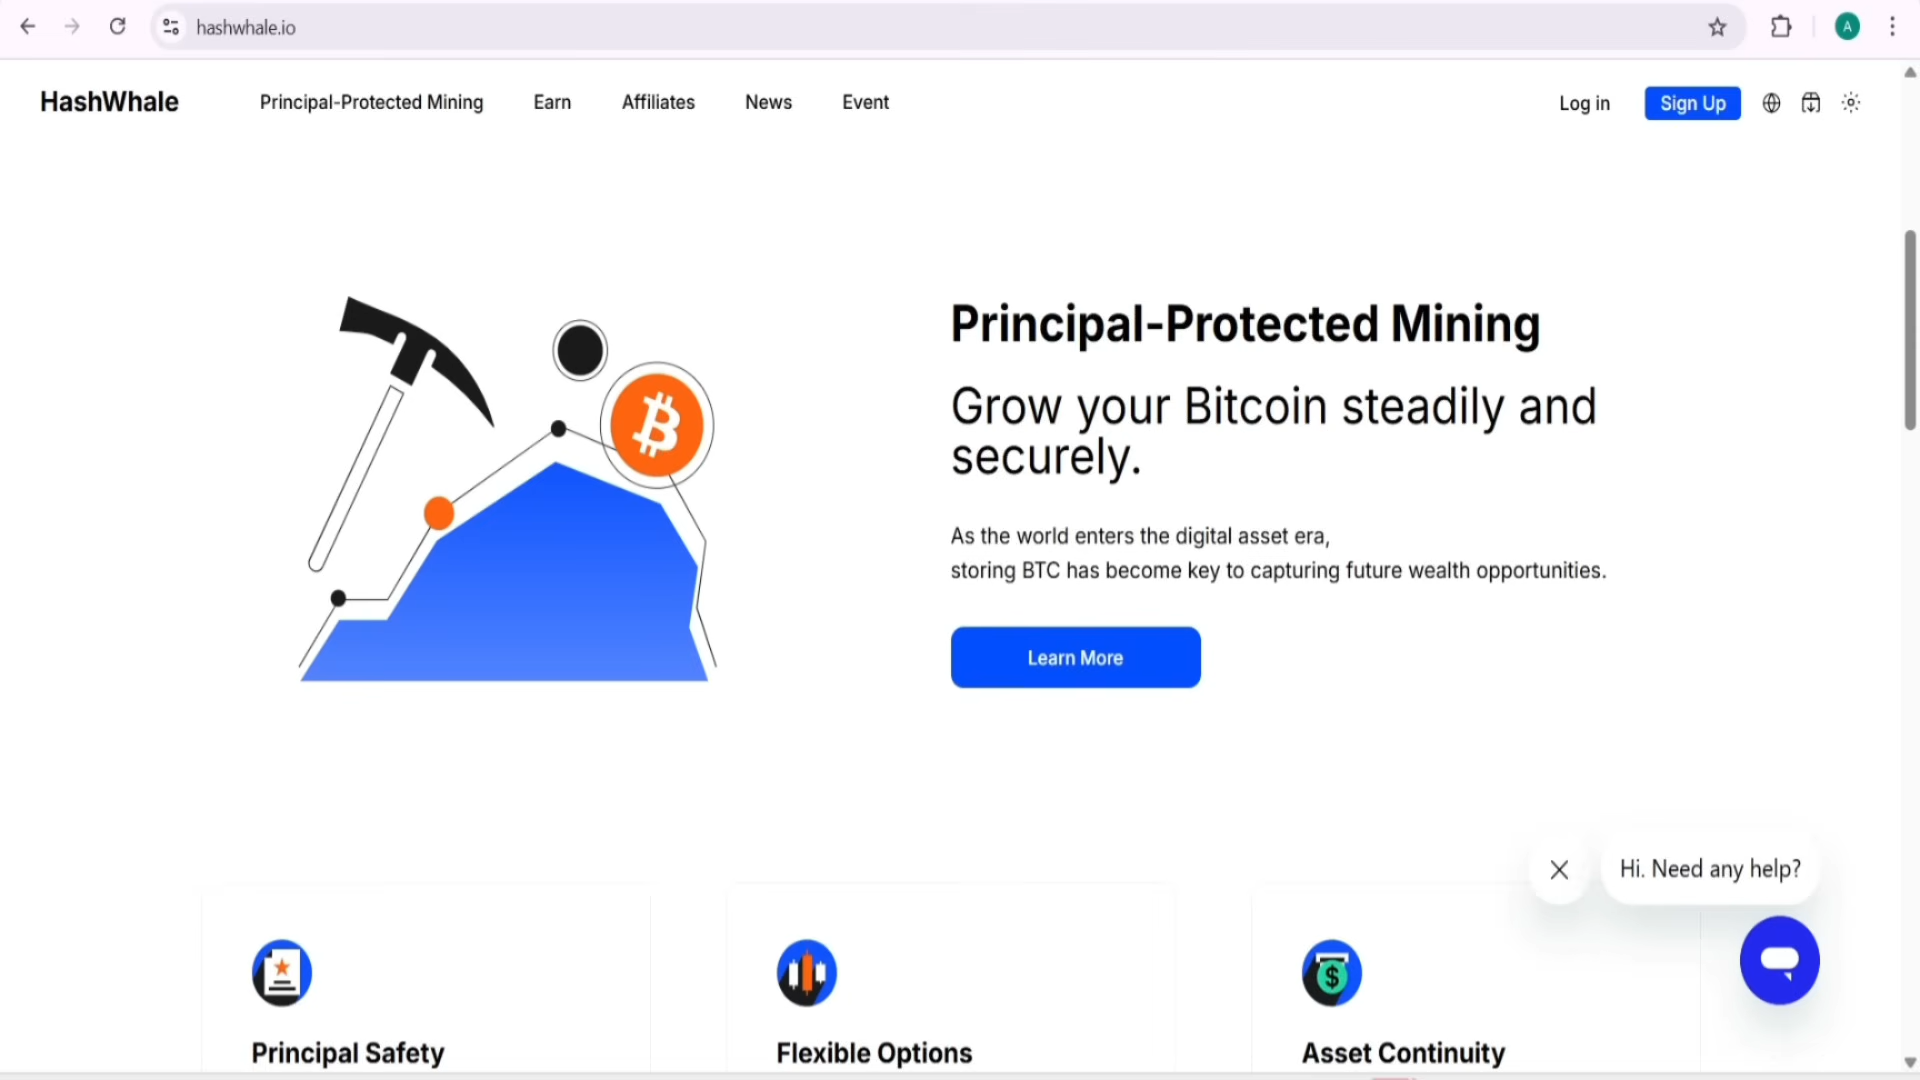 hashwhale.io
A
HashWhale
Principal-Protected Mining
Earn
Affiliates
News
Event
Log in
Sign Up
Principal-Protected Mining
Grow your Bitcoin steadily and
securely.
As the world enters the digital asset era,
storing BTC has become key to capturing future wealth opportunities.
Learn More
Hi. Need any help?
Principal Safety
Flexible Options
Asset Continuity